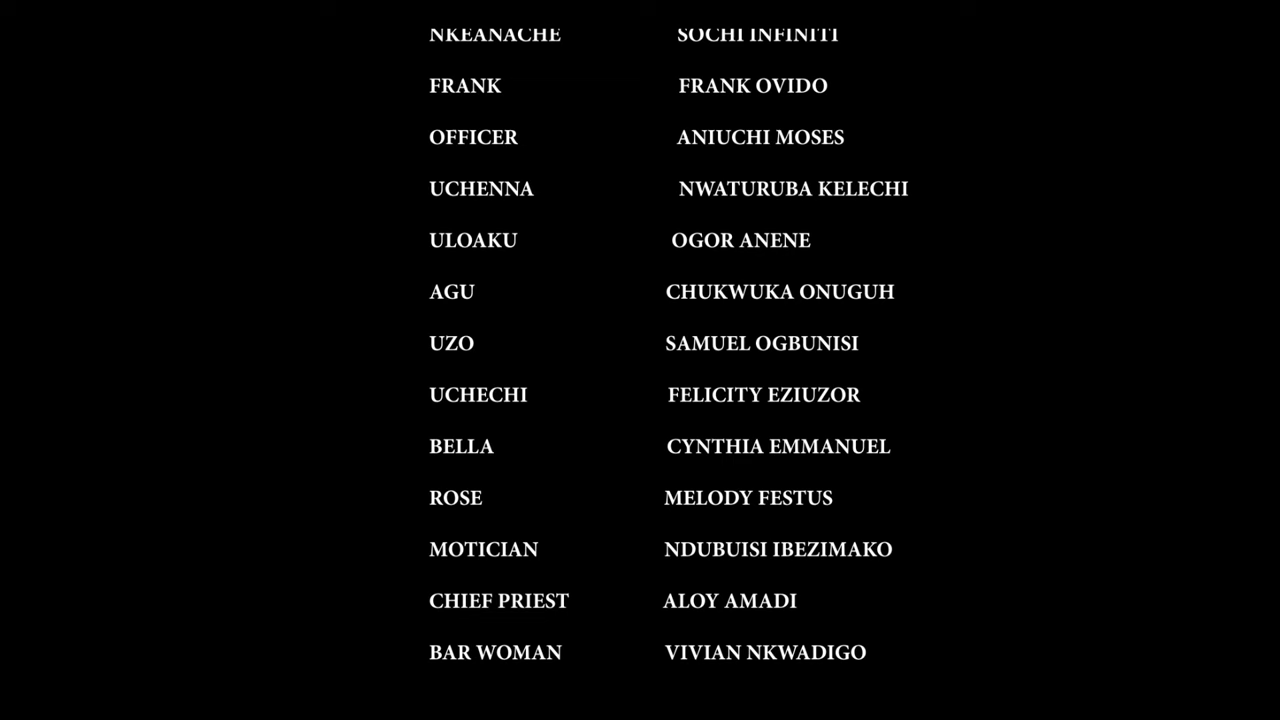 NKEANACHE SOCHI INFINITI
FRANK FRANK OVIDO
OFFICER ANIUCHI MOSES
UCHENNA NWATURUBA KELECHI
ULOAKU OGOR ANENE
AGU CHUKWUKA ONUGUH
UZO SAMUEL OGBUNISI
UCHECHI FELICITY EZIUZOR
BELLA CYNTHIA EMMANUEL
ROSE MELODY FESTUS
MOTICIAN NDUBUISI IBEZIMAKO
CHIEF PRIEST ALOY AMADI
BAR WOMAN VIVIAN NKWADIGO